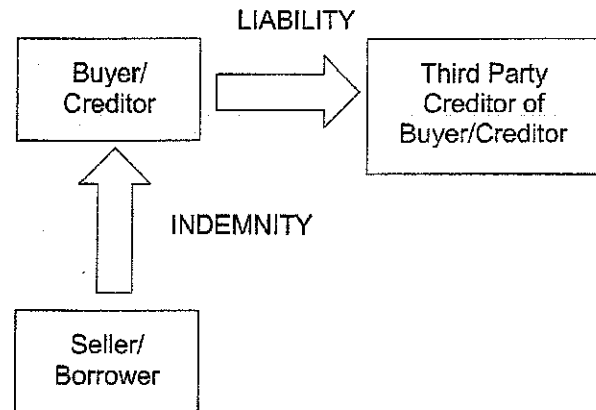 LIABILITY
Buyer/
Creditor
Third Party
Creditor of
Buyer/Creditor
INDEMNITY
Seller/
Borrower